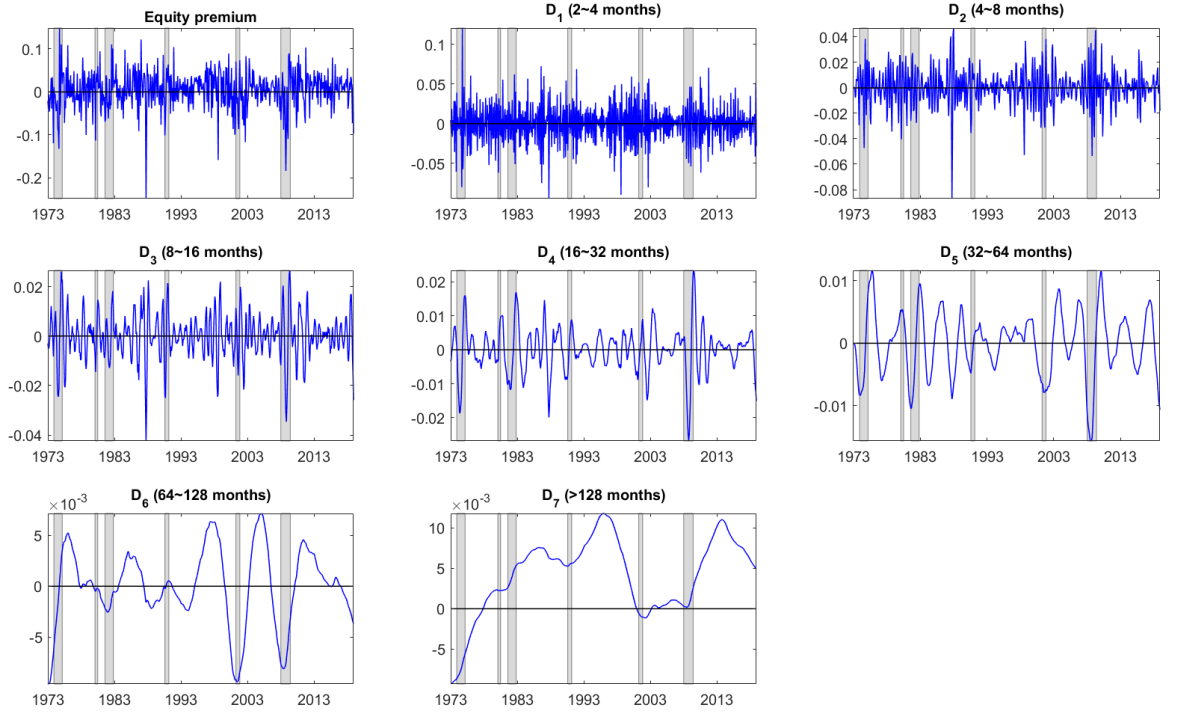 Equity premium
0.1
0
-0.1
-0.2
1973 1983 1993 2003 2013
D1 (2~4 months)
0.1
0.05
0
-0.05
1973 1983 1993 2003 2013
D2 (4~8 months)
0.04
0.02
0
-0.02
-0.04
-0.06
-0.08
1973 1983 1993 2003 2013
D3 (8~16 months)
0.02
0
-0.02
-0.04
1973 1983 1993 2003 2013
D4 (16~32 months)
0.02
0.01
0
-0.01
-0.02
1973 1983 1993 2003 2013
D5 (32~64 months)
0.01
0
-0.01
1973 1983 1993 2003 2013
D6 (64~128 months)
×10-3
5
0
-5
1973 1983 1993 2003 2013
D7 (>128 months)
×10-3
10
5
0
-5
1973 1983 1993 2003 2013